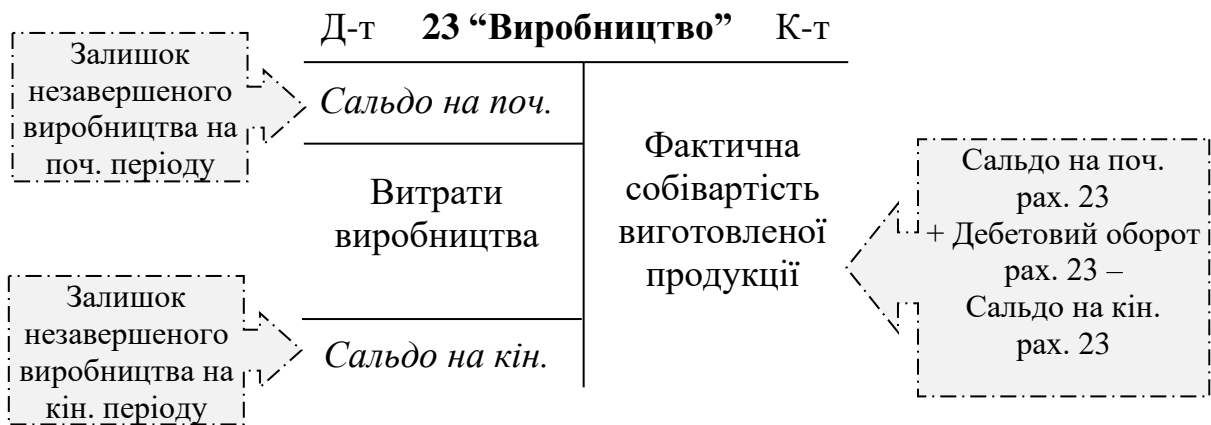 Д-т 23 “Виробництво” К-т
Залишок
незавершеного
виробництва на
поч. періоду
Сальдо на поч.
Витрати
виробництва
Фактична
собівартість
виготовленої
продукції
Сальдо на поч.
рах. 23
+ Дебетовий оборот
рах. 23 –
Сальдо на кін.
рах. 23
Залишок
незавершеного
виробництва на
кін. періоду
Сальдо на кін.